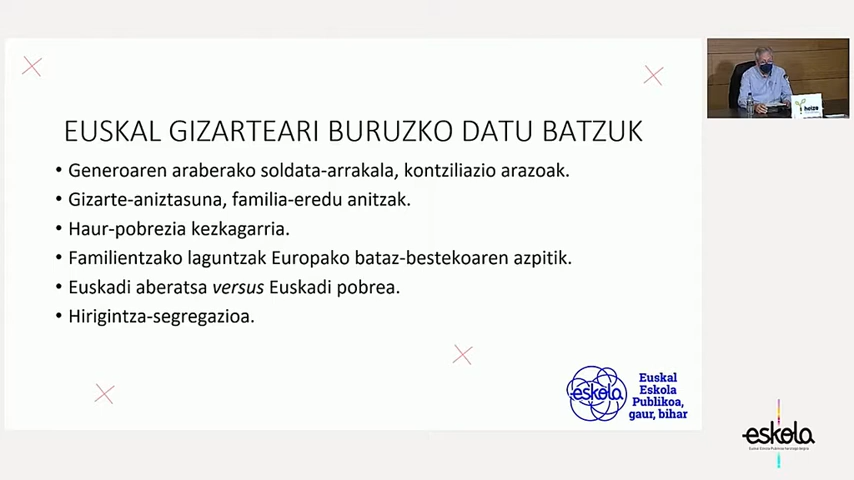 EUSKAL GIZARTEARI BURUZKO DATU BATZUK
• Generoaren araberako soldata-arrakala, kontziliazio arazoak.
• Gizarte-aniztasuna, familia-eredu anitzak.
• Haur-pobrezia kezkagarria.
• Familientzako laguntzak Europako bataz-bestekoaren azpitik.
• Euskadi aberatsa versus Euskadi pobrea.
• Hirigintza-segregazioa.
eskola
Euskal
Eskola
Publikoa,
gaur, bihar
heize
eskola